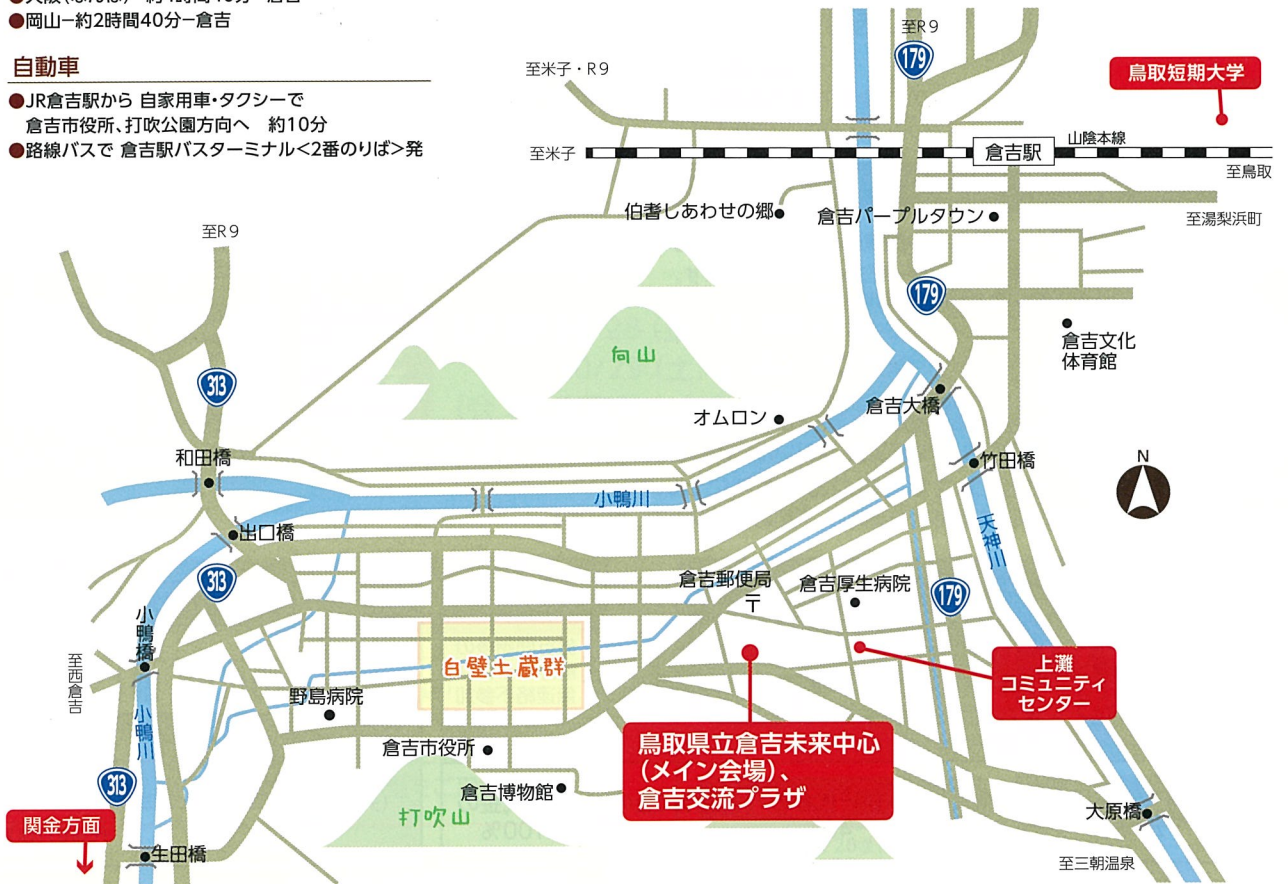 ●岡山−約2時間40分−倉吉
自動車
●JR倉吉駅から 自家用車・タクシーで
倉吉市役所、打吹公園方向へ 約10分
●路線バスで 倉吉駅バスターミナル<2番のりば>発
至R9
179
至米子・R9
鳥取短期大学
至米子
倉吉駅
山陰本線
至鳥取
伯耆しあわせの郷
倉吉パープルタウン
至湯梨浜町
至R9
179
向山
倉吉文化
体育館
313
オムロン
倉吉大橋
和田橋
竹田橋
N
小鴨川
出口橋
天神川
313
倉吉郵便局
〒
倉吉厚生病院
179
小鴨橋
至西倉吉
白壁土蔵群
上灘
コミュニティ
センター
野島病院
小鴨川
倉吉市役所
鳥取県立倉吉未来中心
(メイン会場)、
倉吉交流プラザ
313
倉吉博物館
打吹山
大原橋
関金方面
生田橋
至三朝温泉